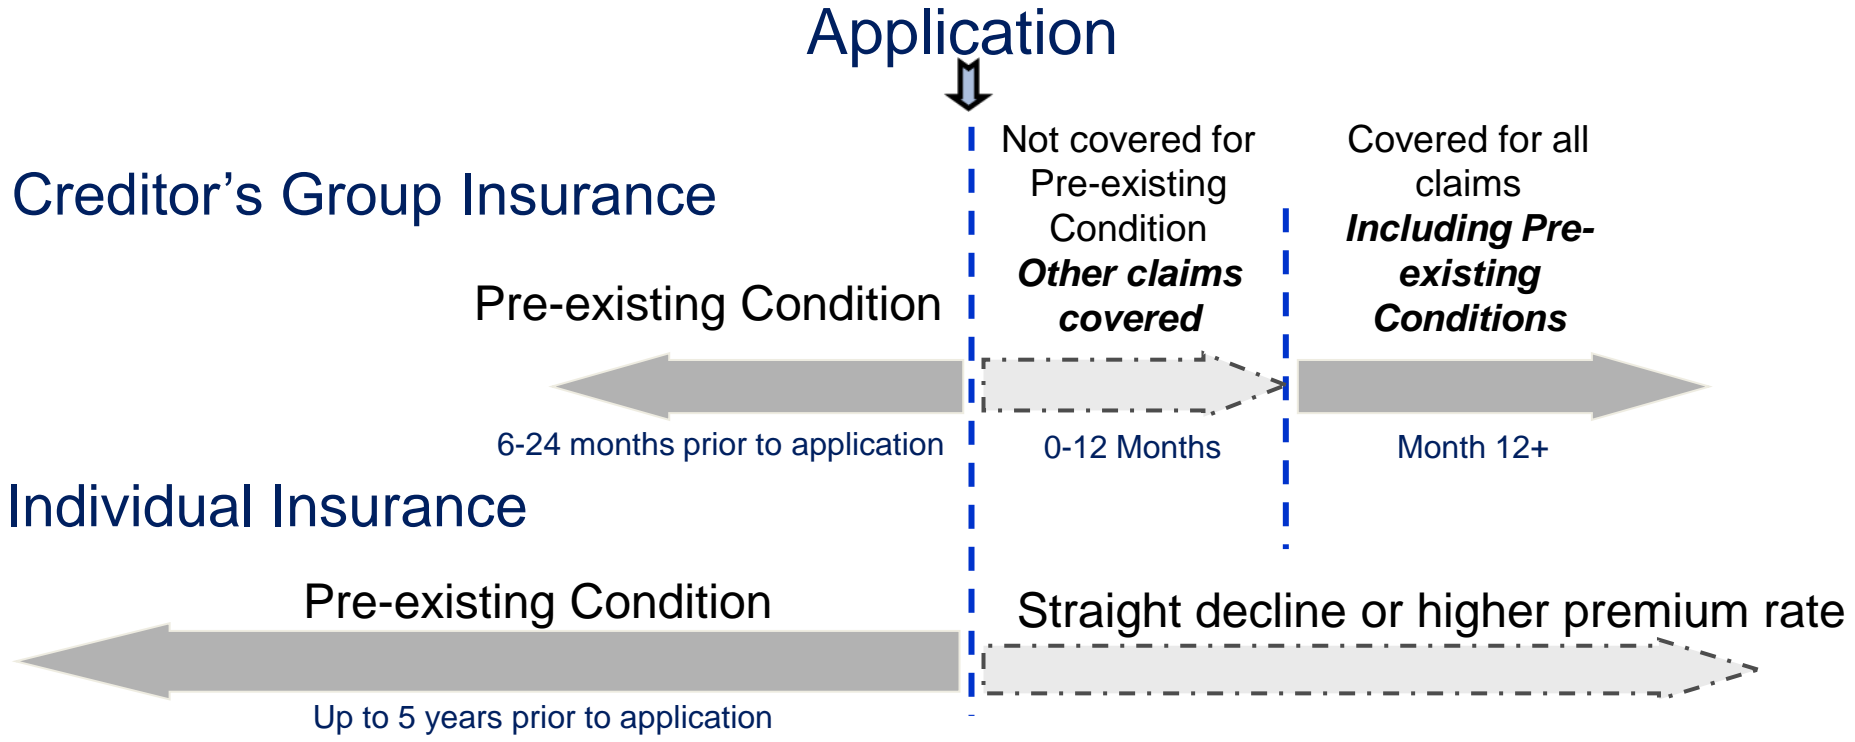 Application
Creditor’s Group Insurance
Not covered for
Pre-existing
Condition
Other claims
covered
Covered for all
claims
Including Pre-
existing
Conditions
Pre-existing Condition
6-24 months prior to application
0-12 Months
Month 12+
Individual Insurance
Pre-existing Condition
Straight decline or higher premium rate
Up to 5 years prior to application